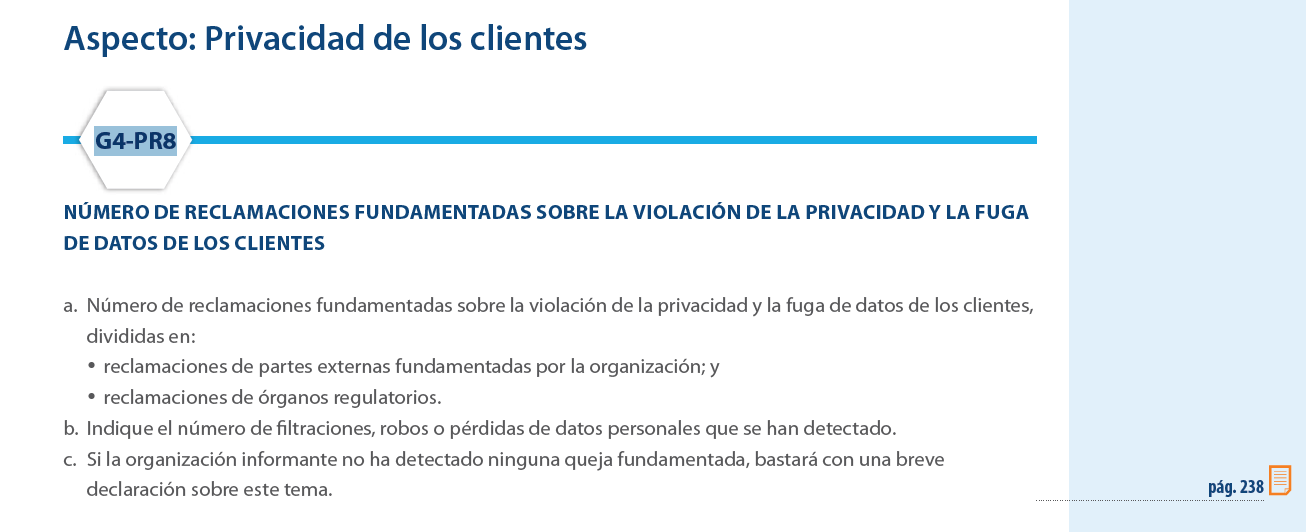 Aspecto: Privacidad de los clientes
G4-PR8
NÚMERO DE RECLAMACIONES FUNDAMENTADAS SOBRE LA VIOLACIÓN DE LA PRIVACIDAD Y LA FUGA
DE DATOS DE LOS CLIENTES
a. Número de reclamaciones fundamentadas sobre la violación de la privacidad y la fuga de datos de los clientes,
divididas en:
• reclamaciones de partes externas fundamentadas por la organización; y
• reclamaciones de órganos regulatorios.
b. Indique el número de filtraciones, robos o pérdidas de datos personales que se han detectado.
c. Si la organización informante no ha detectado ninguna queja fundamentada, bastará con una breve
declaración sobre este tema.
pág. 238